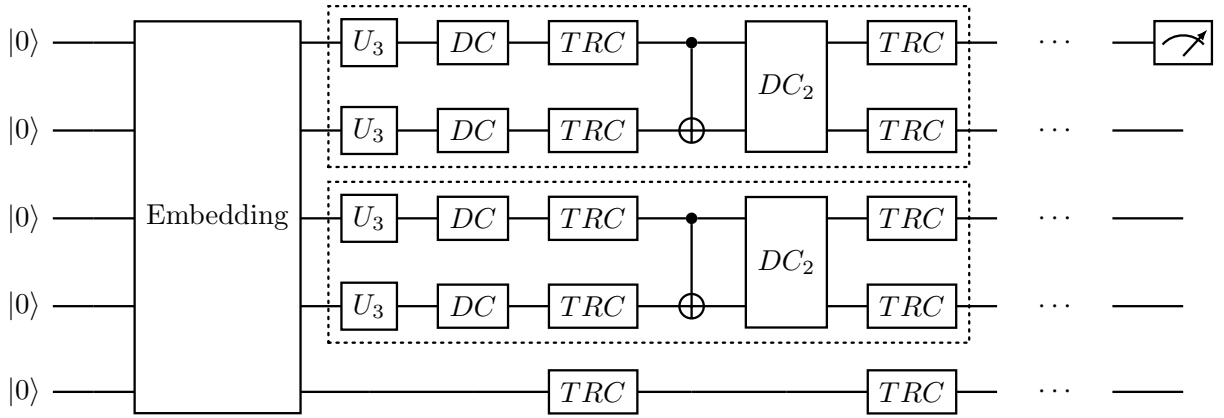 |0⟩ U₃ DC TRC TRC ···
DC₂
|0⟩ U₃ DC TRC TRC ···
|0⟩ Embedding U₃ DC TRC TRC ···
DC₂
|0⟩ U₃ DC TRC TRC ···
|0⟩ TRC TRC ···